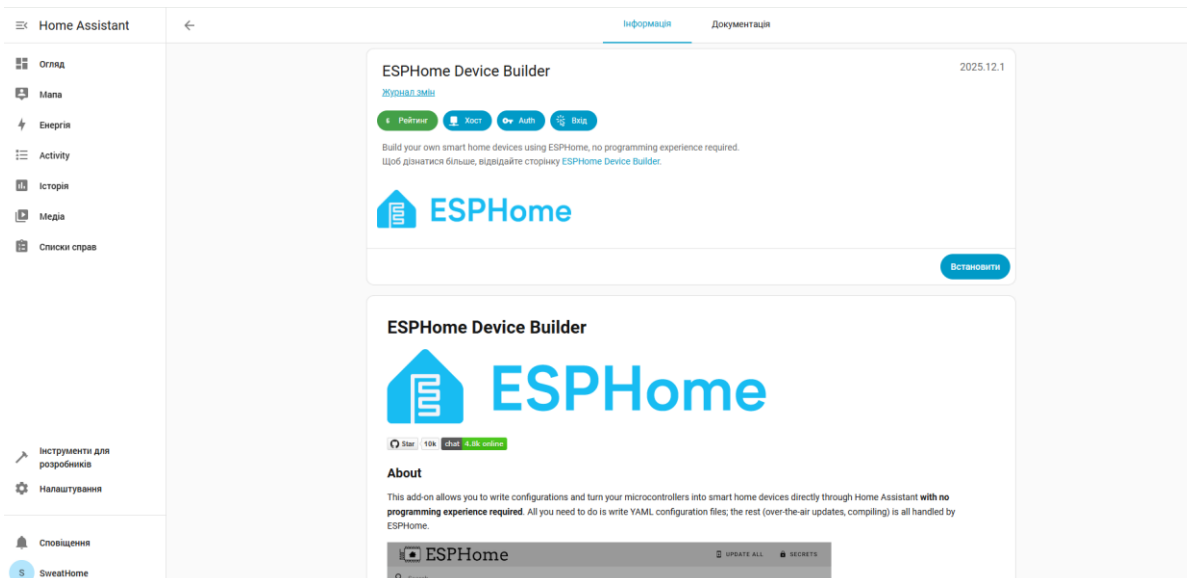 Home Assistant
Огляд
Мапа
Енергія
Activity
Історія
Медіа
Списки справ
Інструменти для
розробників
Налаштування
Сповіщення
S SweatHome
Інформація Документація
ESPHome Device Builder 2025.12.1
Журнал змін
Рейтинг Хост Auth Вхід
Build your own smart home devices using ESPHome, no programming experience required.
Щоб дізнатися більше, відвідайте сторінку ESPHome Device Builder.
ESPHome
Встановити
ESPHome Device Builder
ESPHome
Star 10k chat 4.8k online
About
This add-on allows you to write configurations and turn your microcontrollers into smart home devices directly through Home Assistant with no
programming experience required. All you need to do is write YAML configuration files; the rest (over-the-air updates, compiling) is all handled by
ESPHome.
ESPHome UPDATE ALL SECRETS